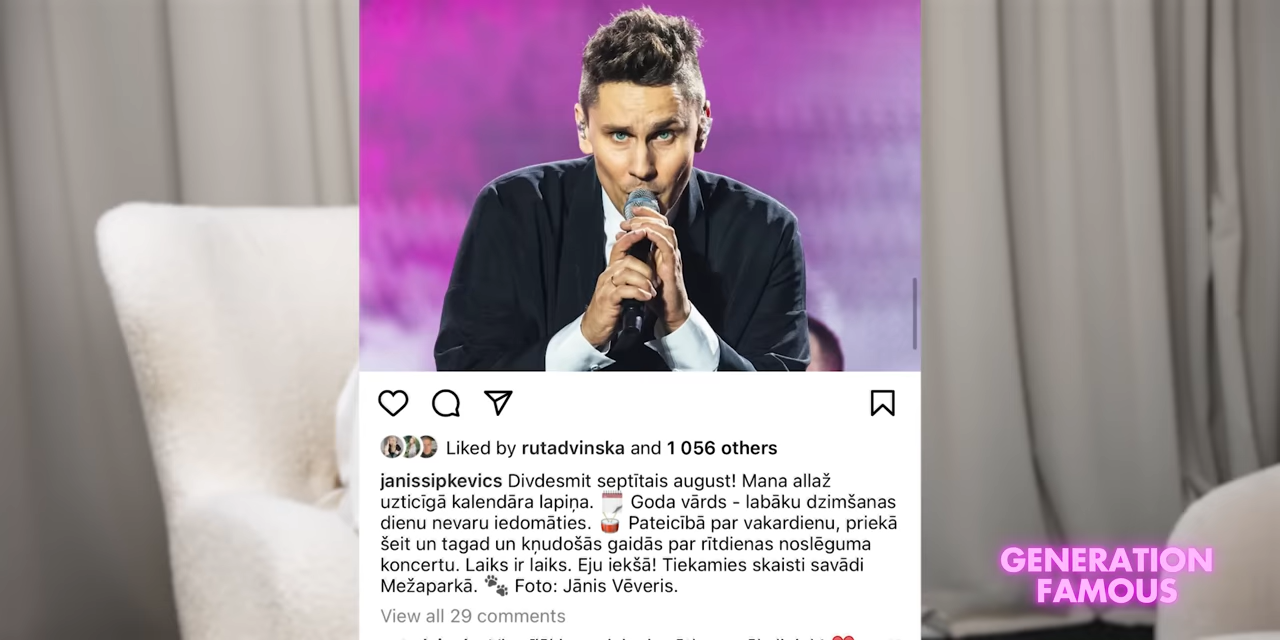 Liked by rutadvinska and 1 056 others
janissipkevics Divdesmit septītais august! Mana allaž
uzticīgā kalendāra lapiņa. Goda vārds - labāku dzimšanas
dienu nevaru iedomāties. Pateicībā par vakardienu, priekā
šeit un tagad un kņudošās gaidās par rītdienas noslēguma
koncertu. Laiks ir laiks. Eju iekšā! Tiekamies skaisti savādi
Mežaparkā. 🐾 Foto: Jānis Vēveris.
View all 29 comments
GENERATION
FAMOUS